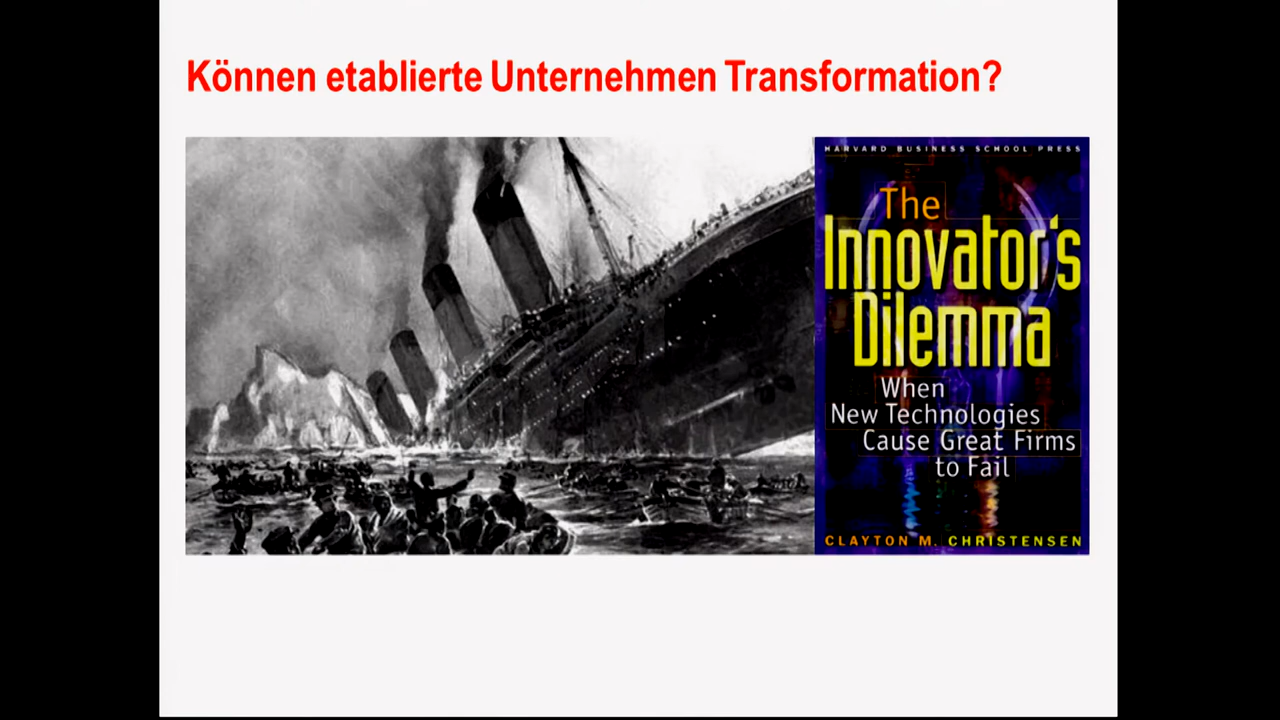 Können etablierte Unternehmen Transformation?
HARVARD BUSINESS SCHOOL PRESS
The
Innovator's
Dilemma
When
New Technologies
Cause Great Firms
to Fail
CLAYTON M. CHRISTENSEN